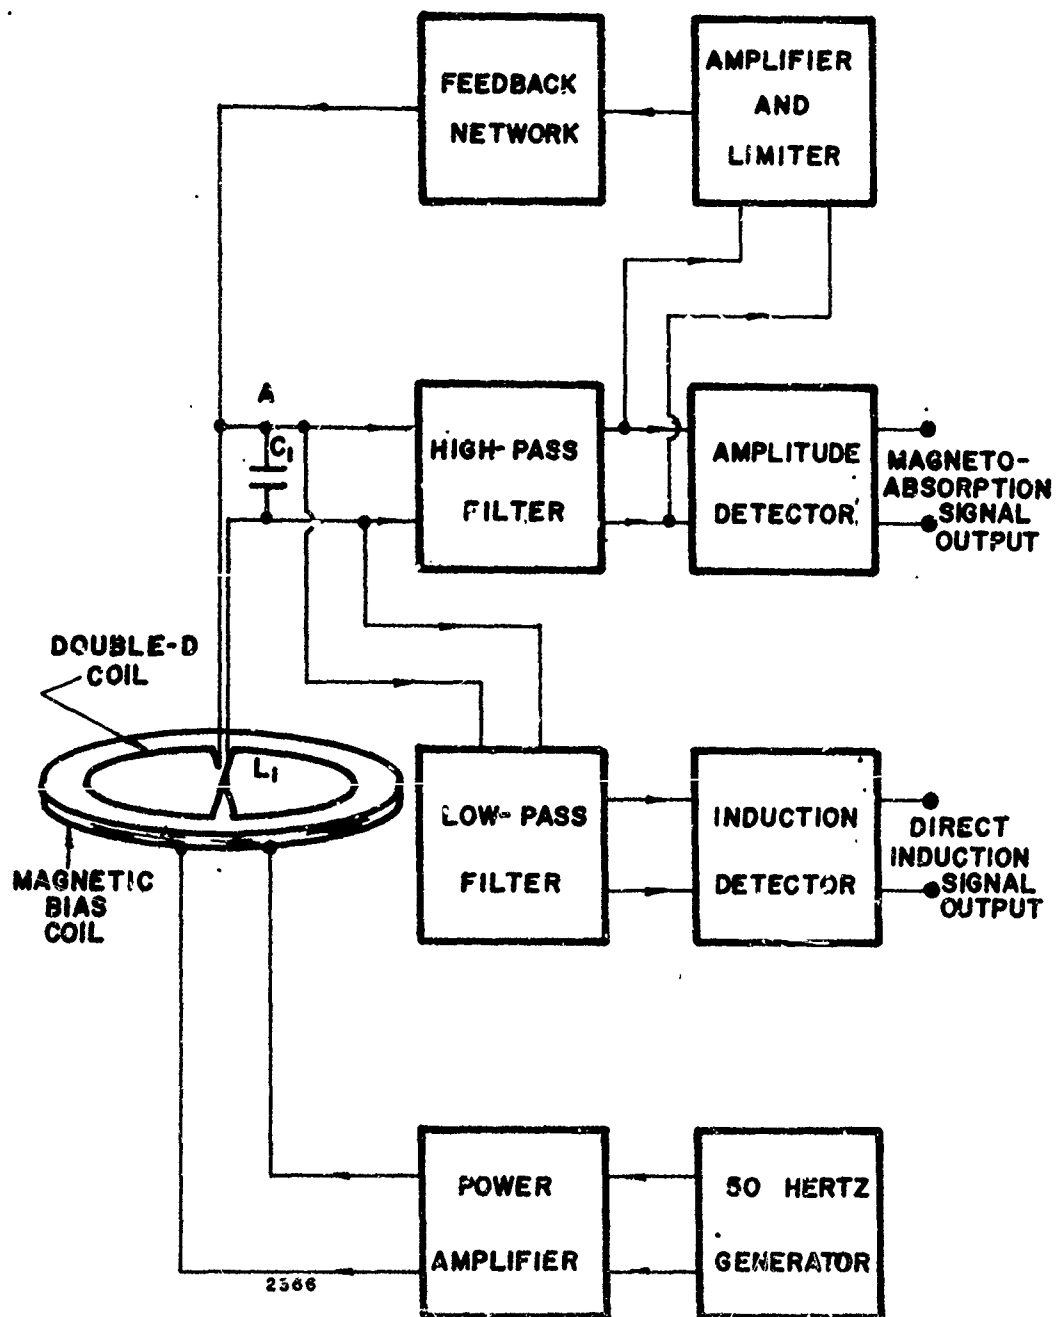 FEEDBACK
NETWORK
AMPLIFIER
AND
LIMITER
A
C1
HIGH-PASS
FILTER
AMPLITUDE
DETECTOR
MAGNETO-
ABSORPTION
SIGNAL
OUTPUT
DOUBLE-D
COIL
L1
MAGNETIC
BIAS
COIL
LOW-PASS
FILTER
INDUCTION
DETECTOR
DIRECT
INDUCTION
SIGNAL
OUTPUT
POWER
AMPLIFIER
50 HERTZ
GENERATOR
2366